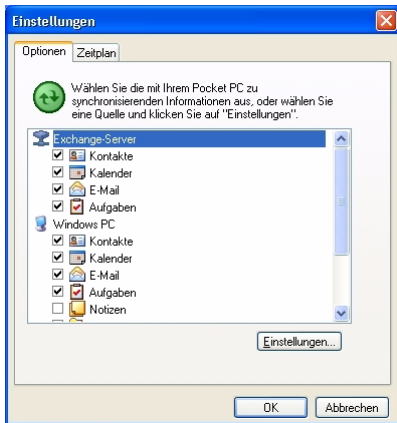 Einstellungen
Optionen
Zeitplan
Wählen Sie die mit Ihrem Pocket PC zu
synchronisierenden Informationen aus, oder wählen Sie
eine Quelle und klicken Sie auf "Einstellungen".
Exchange-Server
Kontakte
Kalender
E-Mail
Aufgaben
Windows PC
Kontakte
Kalender
E-Mail
Aufgaben
Notizen
Einstellungen...
OK
Abbrechen